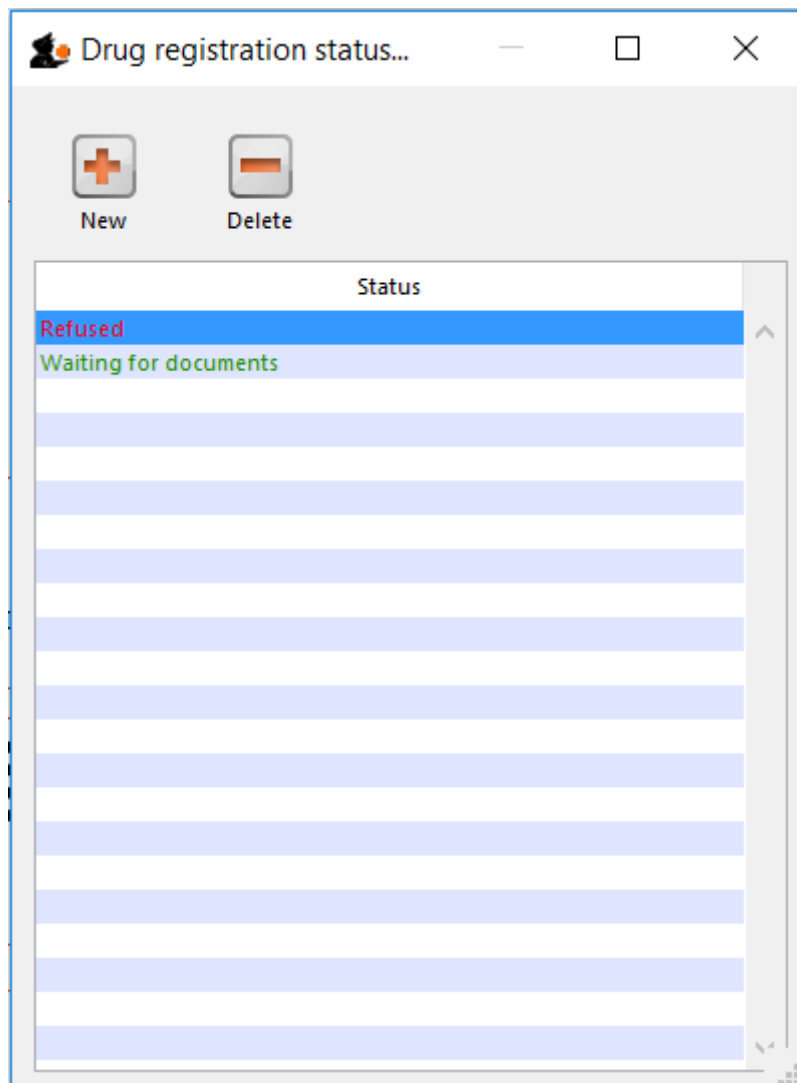 Drug registration status...
New
Delete
Status
Refused
Waiting for documents